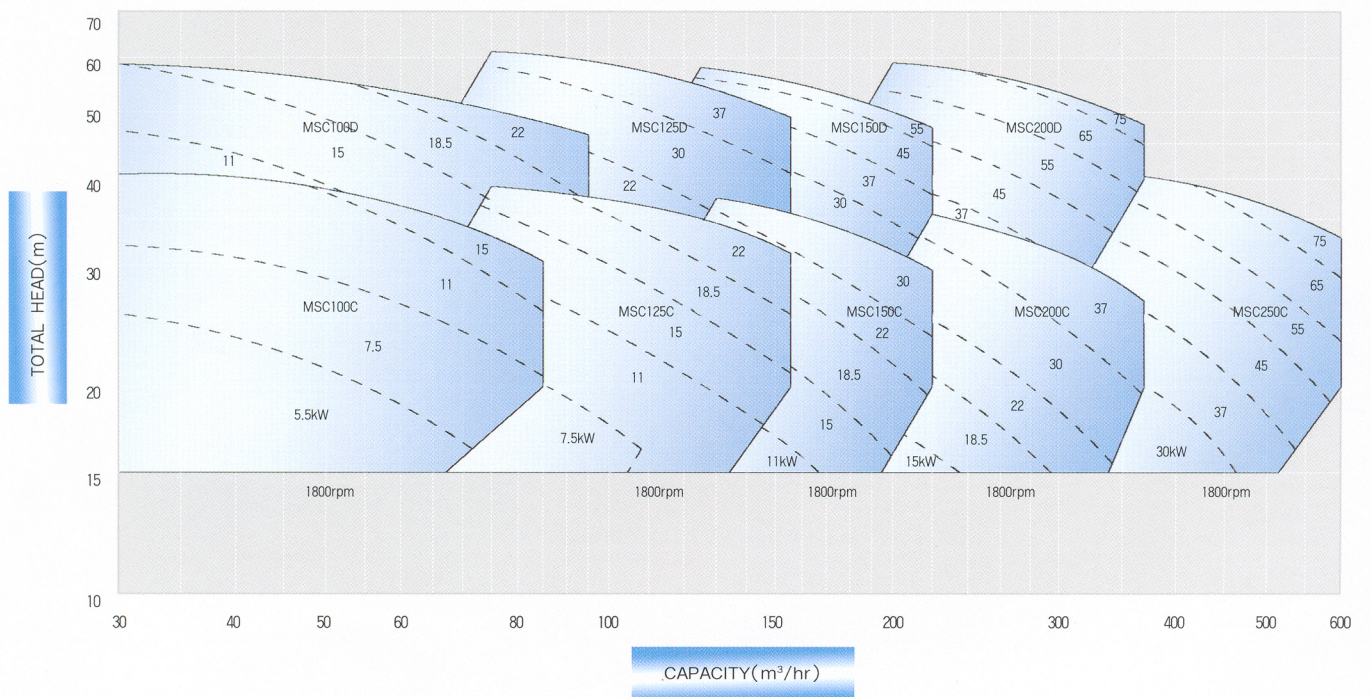 70
60
50
40
30
20
15
10
TOTAL HEAD(m)
MSC100D
11
15
18.5
22
MSC125D
37
30
22
MSC150D
55
45
37
30
MSC200D
75
65
55
45
37
MSC100C
15
11
7.5
5.5kW
MSC125C
22
18.5
15
11
7.5kW
MSC150C
30
22
18.5
15
11kW
MSC200C
37
30
22
18.5
15kW
MSC250C
75
65
55
45
37
30kW
1800rpm 1800rpm 1800rpm 1800rpm 1800rpm
30 40 50 60 80 100 150 200 300 400 500 600
CAPACITY(m³/hr)